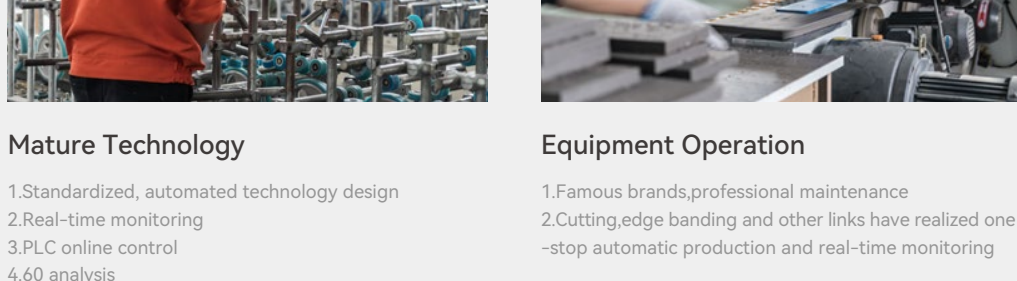 Mature Technology
1.Standardized, automated technology design
2.Real-time monitoring
3.PLC online control
4.60 analysis
Equipment Operation
1.Famous brands,professional maintenance
2.Cutting,edge banding and other links have realized one
-stop automatic production and real-time monitoring